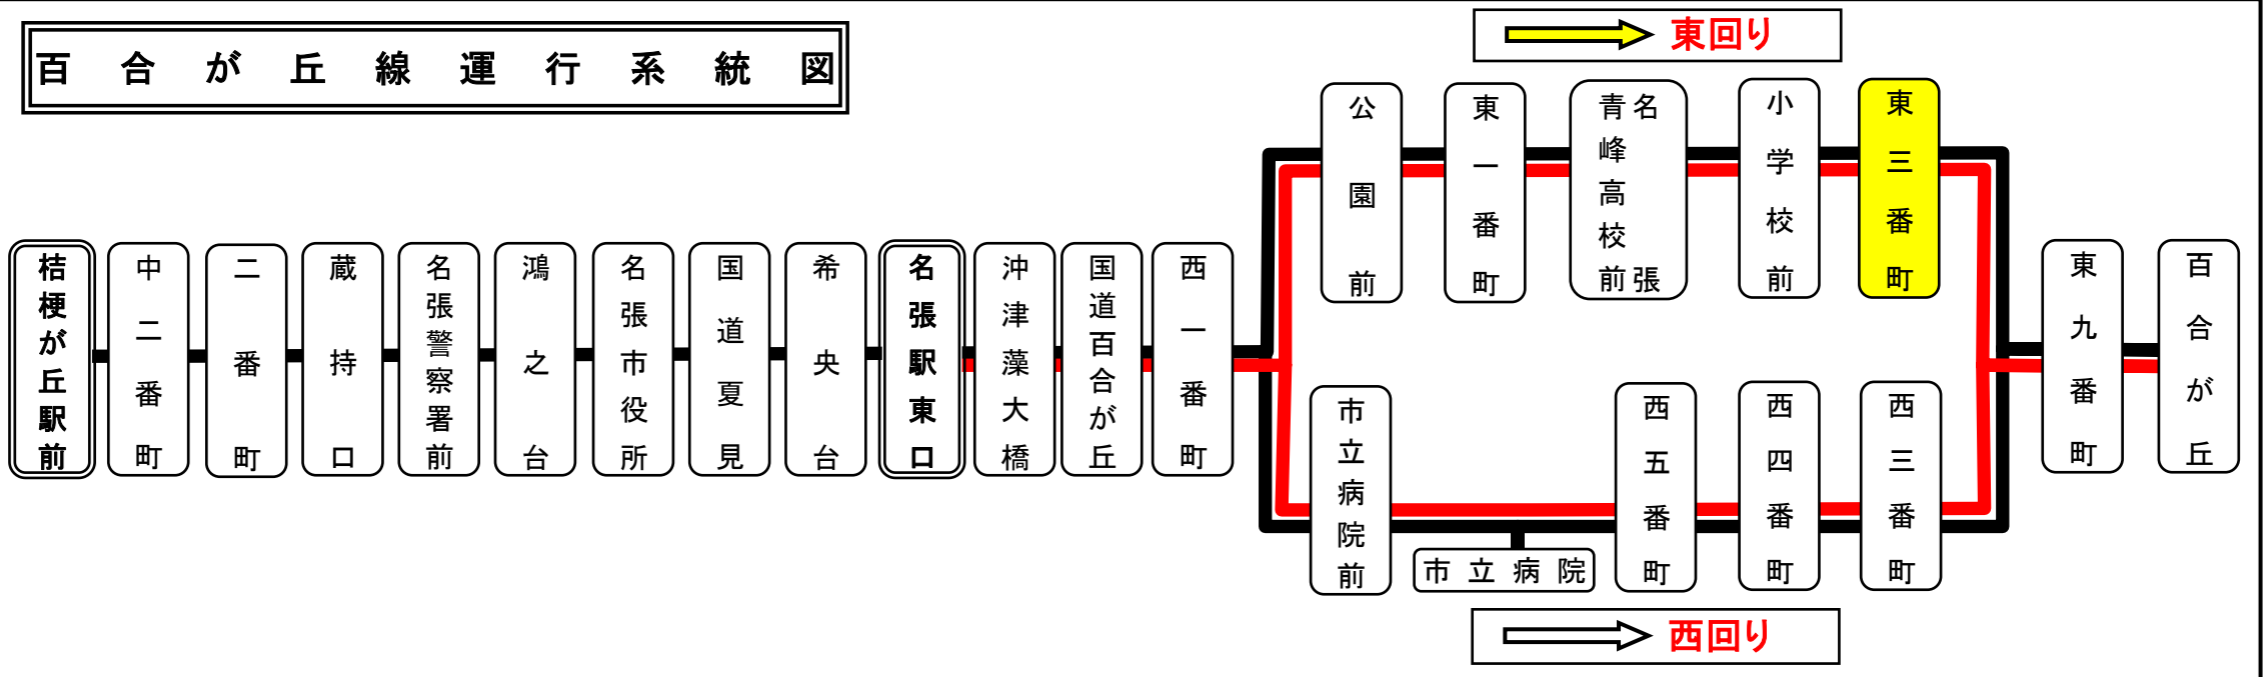 百合が丘線運行系統図
東回り
公園前
東一番町
名張
青峰高校前
小学校前
東三番町
桔梗が丘駅前
中二番町
二番町
蔵持口
名張警察署前
鴻之台
名張市役所
国道夏見
希央台
名張駅東口
沖津藻大橋
国道百合が丘
西一番町
市立病院前
市立病院
西五番町
西四番町
西三番町
東九番町
百合が丘
西回り